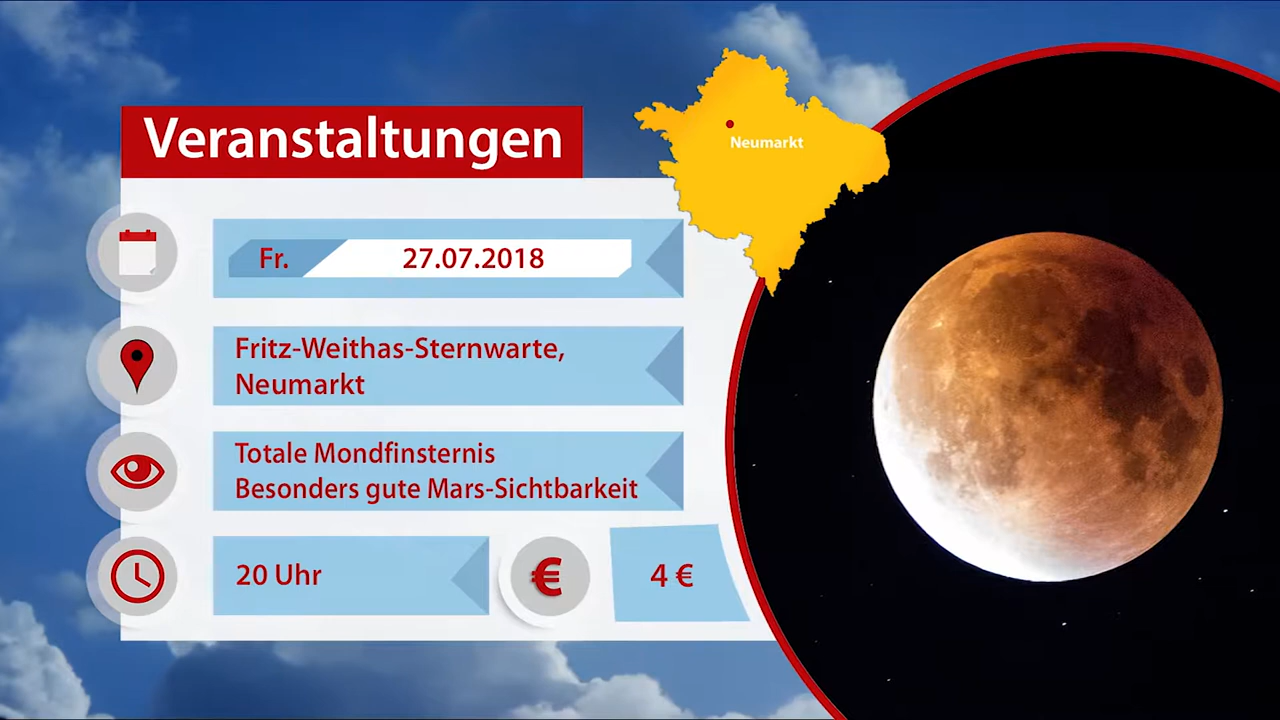 Veranstaltungen
Neumarkt
Fr. 27.07.2018
Fritz-Weithas-Sternwarte,
Neumarkt
Totale Mondfinsternis
Besonders gute Mars-Sichtbarkeit
20 Uhr
€
4 €